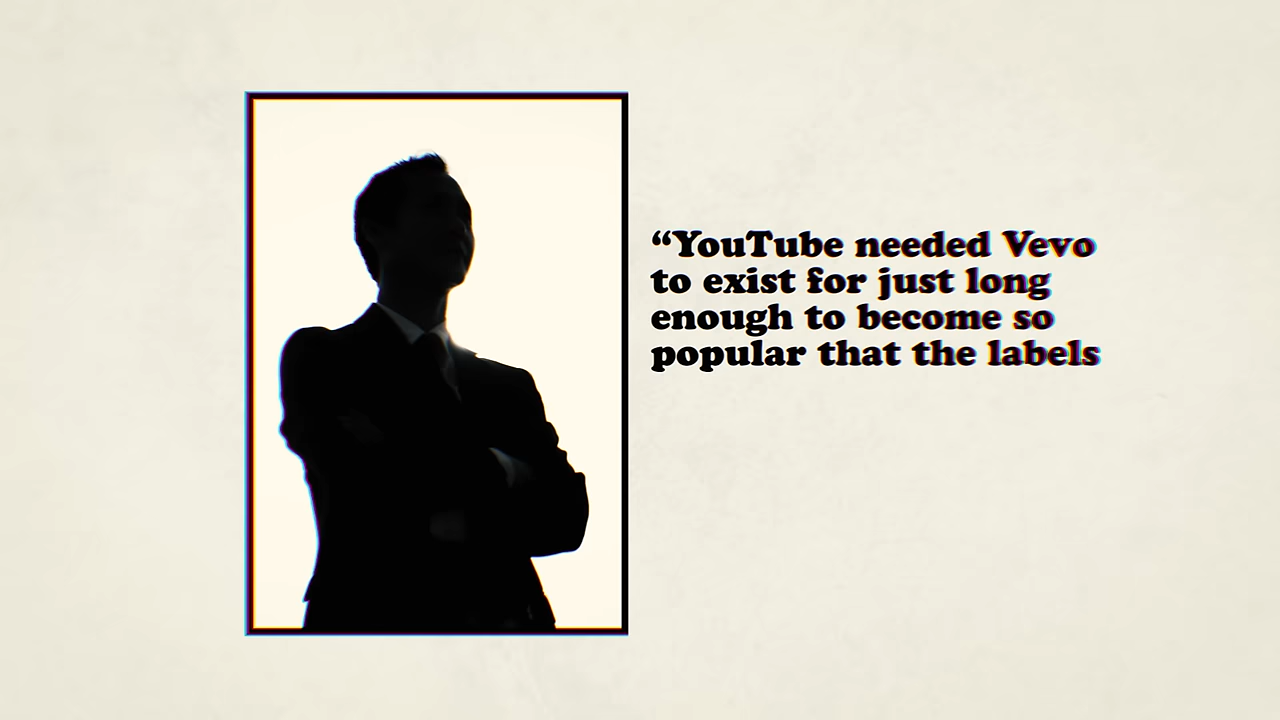 “YouTube needed Vevo
to exist for just long
enough to become so
popular that the labels